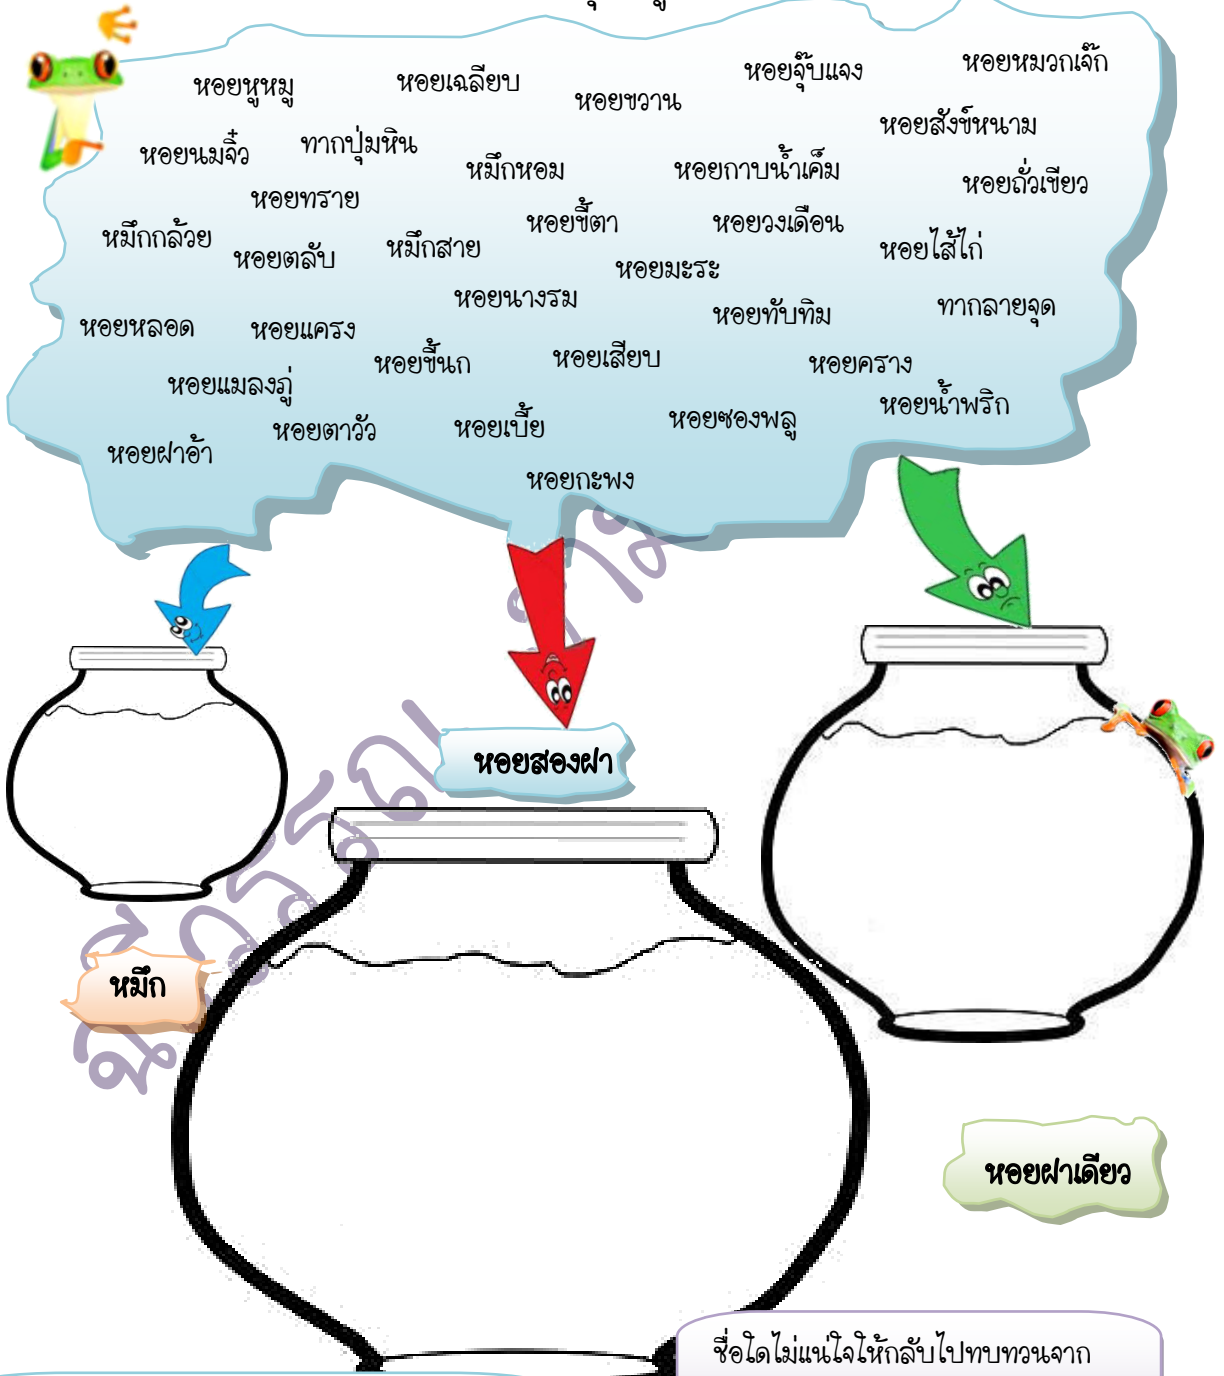 หอยหูหมู
หอยเฉลียบ
หอยขวาน
หอยจุ๊บแจง
หอยหมวกเจ๊ก
หอยนมจิ๋ว
ทากปุ่มหิน
หมึกหอม
หอยกาบน้ำเค็ม
หอยสังข์หนาม
หอยทราย
หอยถั่วเขียว
หมึกกล้วย
หอยตลับ
หมึกสาย
หอยขี้ตา
หอยวงเดือน
หอยไส้ไก่
หอยมะระ
หอยหลอด
หอยแครง
หอยนางรม
หอยทับทิม
ทากลายจุด
หอยขี้นก
หอยเสียบ
หอยคราง
หอยแมลงภู่
หอยน้ำพริก
หอยฝาอ้า
หอยตาวัว
หอยเบี้ย
หอยซองพลู
หอยกะพง
หอยสองฝา
หมึก
หอยฝาเดียว
ชื่อใดไม่แน่ใจให้กลับไปทบทวนจาก